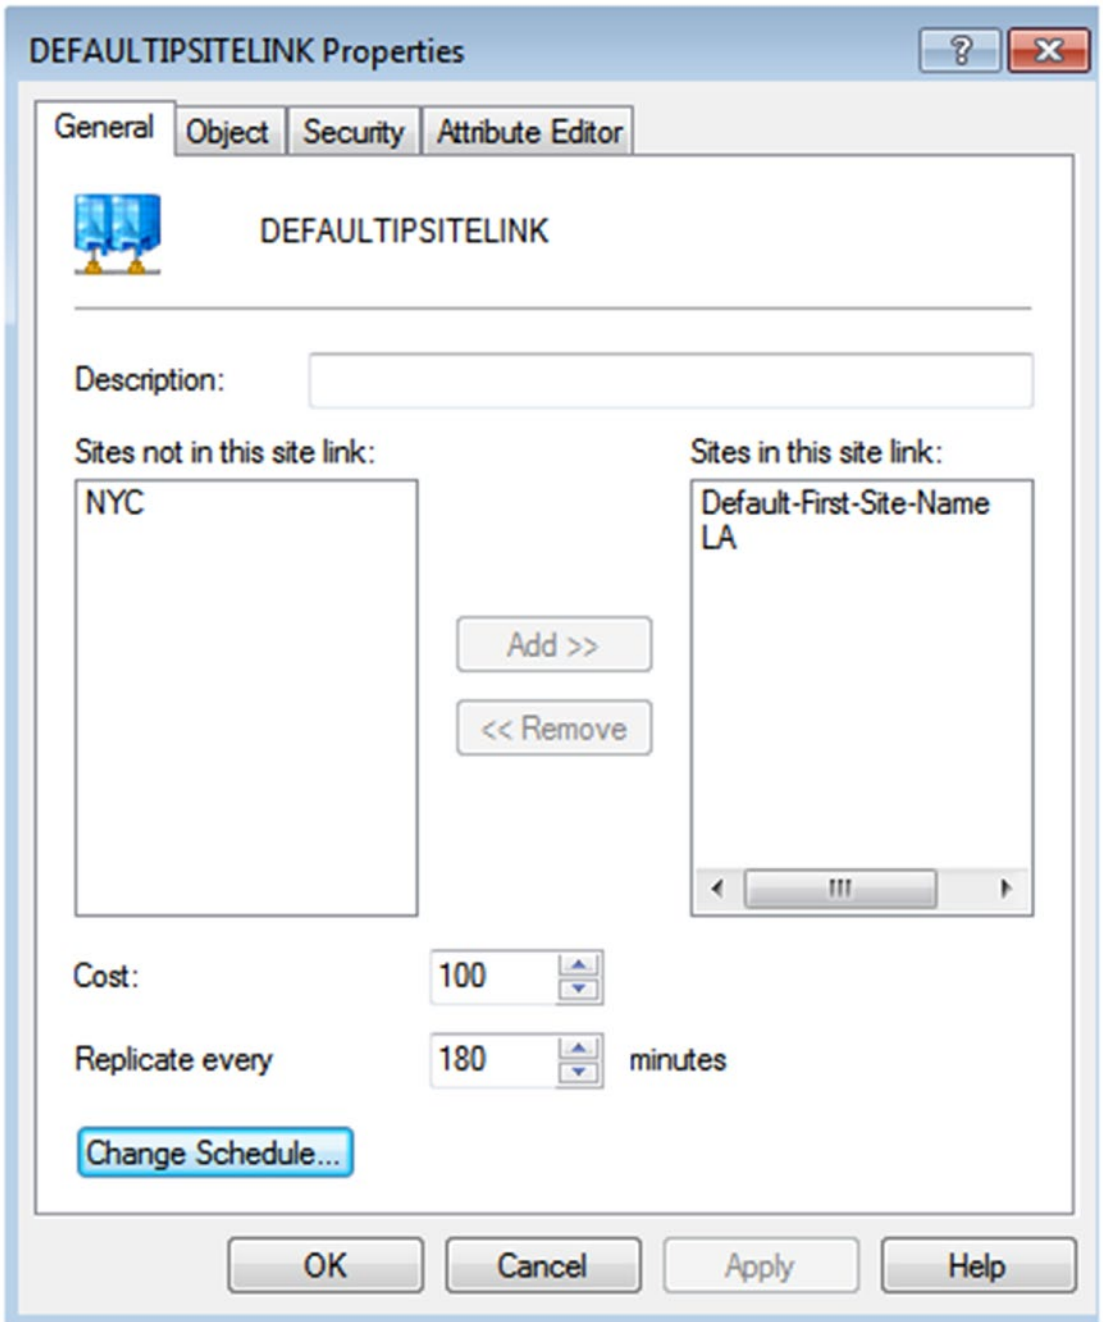 DEFAULTIPSITELINK Properties
General Object Security Attribute Editor
DEFAULTIPSITELINK
Description:
Sites not in this site link:
NYC
Sites in this site link:
Default-First-Site-Name
LA
Add >>
<< Remove
Cost: 100
Replicate every 180 minutes
Change Schedule...
OK Cancel Apply Help